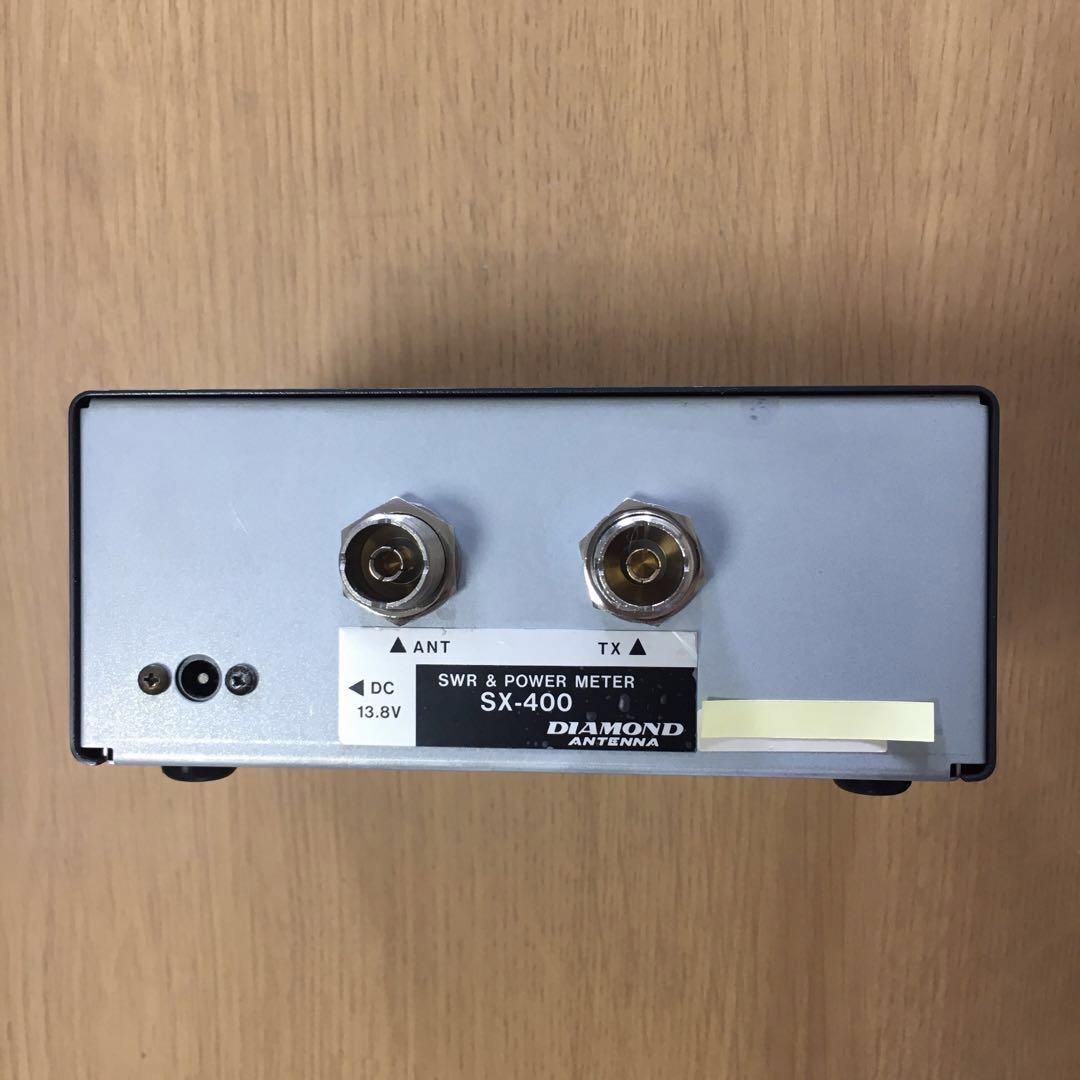 ▲ ANT
TX ▲
◀ DC
13.8V
SWR & POWER METER
SX-400
DIAMOND
ANTENNA